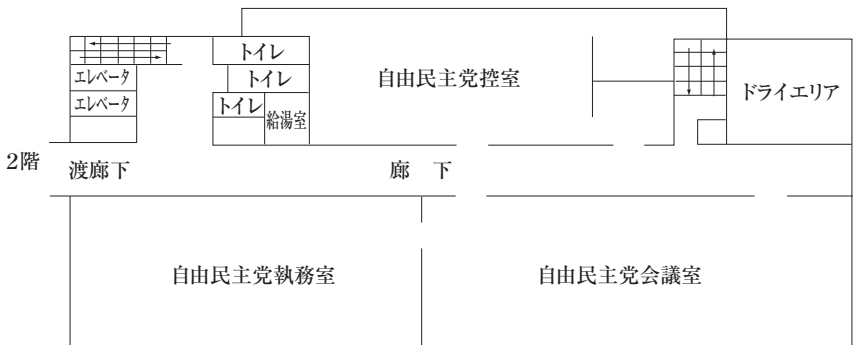 トイレ
エレベータ
トイレ
自由民主党控室
ドライエリア
エレベータ
トイレ
給湯室
2階
渡廊下
廊　下
自由民主党執務室
自由民主党会議室